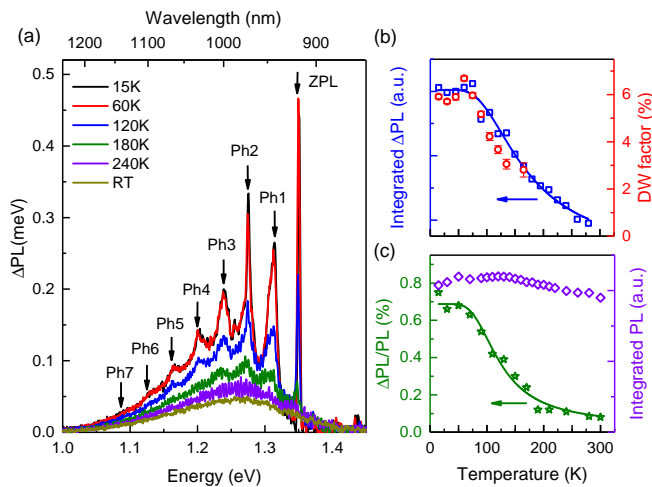 Wavelength (nm)
1200 1100 1000 900
(a)
ZPL
15K
60K
120K
180K
240K
RT
Ph2
Ph1
Ph3
Ph4
Ph5
Ph6
Ph7
ΔPL(meV)
0.5
0.4
0.3
0.2
0.1
0.0
1.0 1.1 1.2 1.3 1.4
Energy (eV)
(b)
Integrated ΔPL (a.u.)
DW factor (%)
6
4
2
0
(c)
ΔPL/PL (%)
Integrated PL (a.u.)
0.8
0.6
0.4
0.2
0.0
0 100 200 300
Temperature (K)